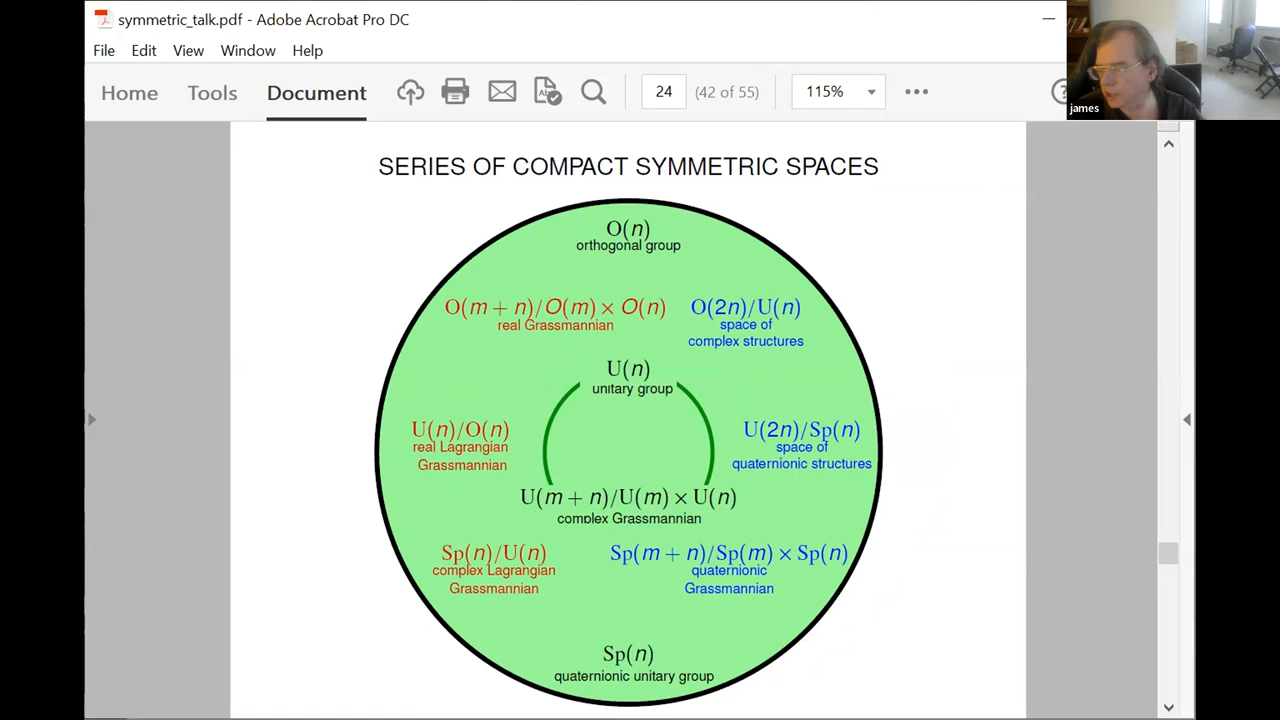 symmetric_talk.pdf - Adobe Acrobat Pro DC
File Edit View Window Help
Home Tools Document 24 (42 of 55) 115%
james
SERIES OF COMPACT SYMMETRIC SPACES
O(n)
orthogonal group
O(m + n)/O(m) × O(n)
real Grassmannian
O(2n)/U(n)
space of
complex structures
U(n)
unitary group
U(n)/O(n)
real Lagrangian
Grassmannian
U(2n)/Sp(n)
space of
quaternionic structures
U(m + n)/U(m) × U(n)
complex Grassmannian
Sp(n)/U(n)
complex Lagrangian
Grassmannian
Sp(m + n)/Sp(m) × Sp(n)
quaternionic
Grassmannian
Sp(n)
quaternionic unitary group